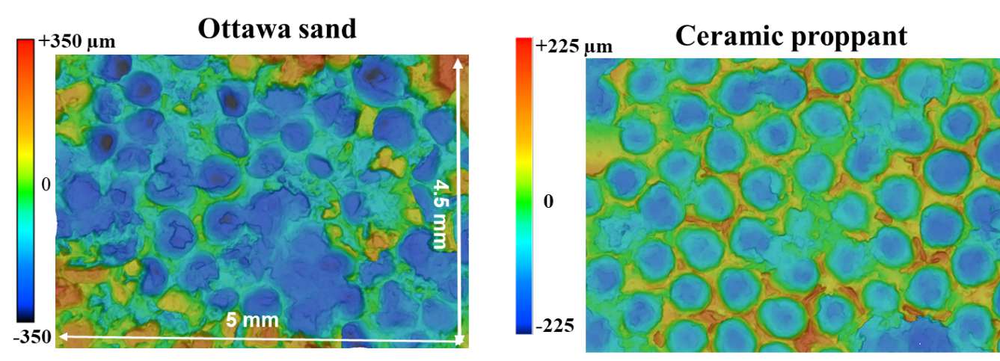 Ottawa sand
+350 µm
0
-350
4.5 mm
5 mm
Ceramic proppant
+225 µm
0
-225